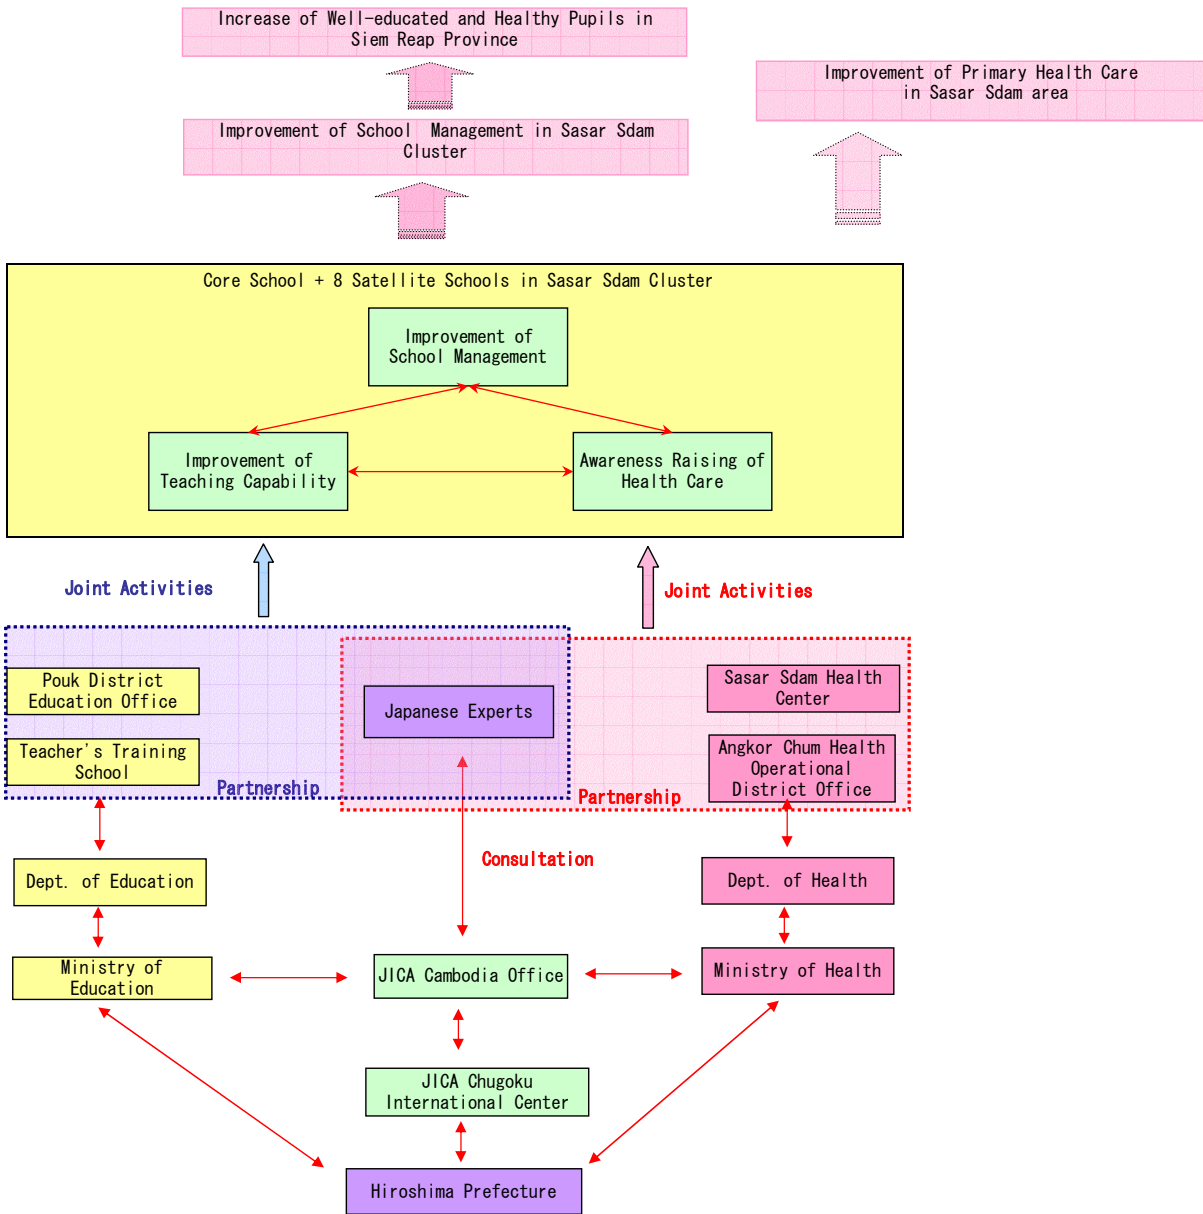 Increase of Well-educated and Healthy Pupils in
Siem Reap Province
Improvement of Primary Health Care
in Sasar Sdam area
Improvement of School Management in Sasar Sdam
Cluster
Core School + 8 Satellite Schools in Sasar Sdam Cluster
Improvement of
School Management
Improvement of
Teaching Capability
Awareness Raising of
Health Care
Joint Activities
Joint Activities
Pouk District
Education Office
Teacher's Training
School
Partnership
Japanese Experts
Sasar Sdam Health
Center
Angkor Chum Health
Operational
District Office
Partnership
Consultation
Dept. of Education
Dept. of Health
Ministry of
Education
JICA Cambodia Office
Ministry of Health
JICA Chugoku
International Center
Hiroshima Prefecture